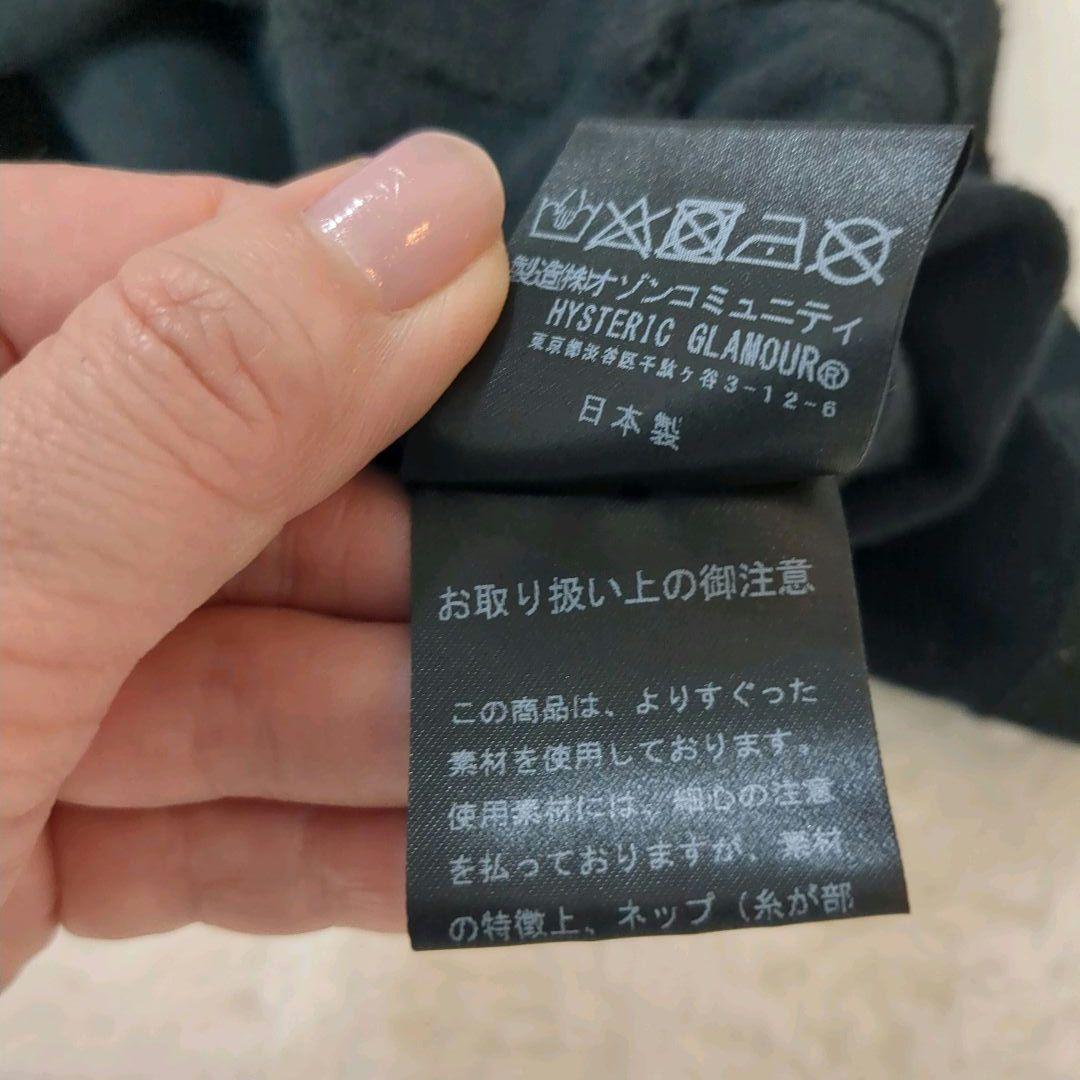 製造(株)オゾンコミュニティ
HYSTERIC GLAMOUR®
東京都渋谷区千駄ヶ谷3-12-6
日本製
お取り扱い上の御注意
この商品は、よりすぐった
素材を使用しております。
使用素材には、細心の注意
を払っておりますが、素材
の特徴上、ネップ(糸が部